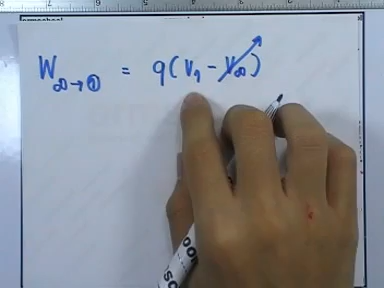 W∞→① = q(V₁ - V∞)